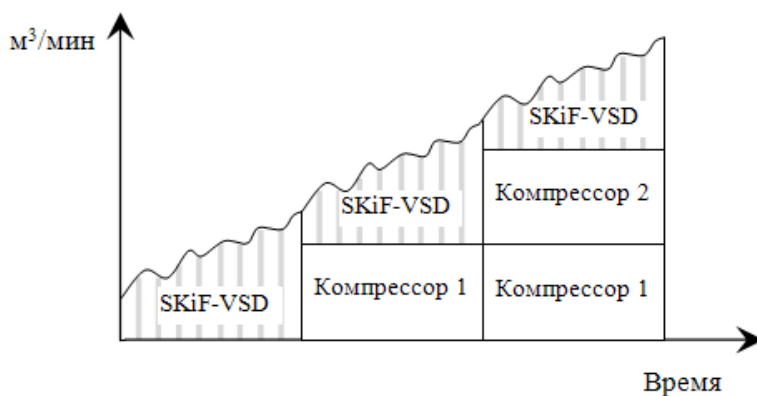 м³/мин
SKiF-VSD
SKiF-VSD
Компрессор 2
SKiF-VSD
Компрессор 1
Компрессор 1
Время